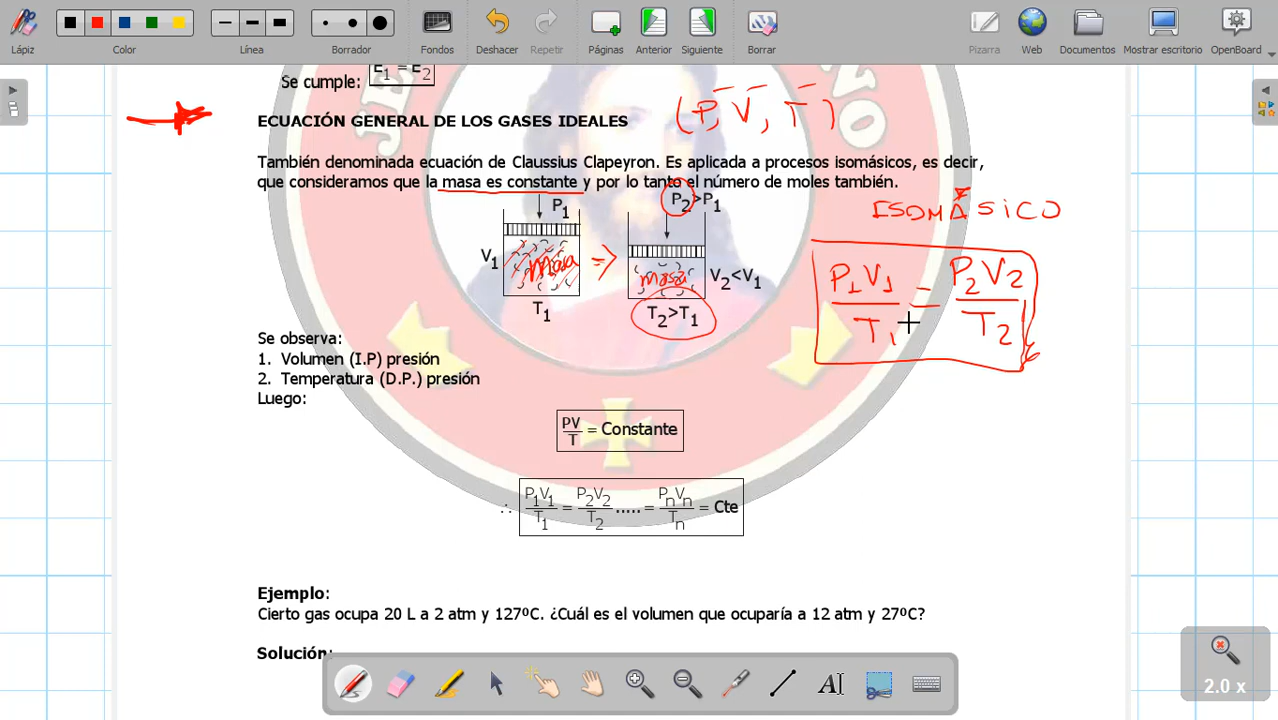 Lápiz Color Línea Borrador Fondos Deshacer Repetir Páginas Anterior Siguiente Borrar Pizarra Web Documentos Mostrar escritorio OpenBoard
Se cumple: E1 = E2
(P, V, T)
ECUACIÓN GENERAL DE LOS GASES IDEALES
También denominada ecuación de Claussius Clapeyron. Es aplicada a procesos isomásicos, es decir,
que consideramos que la masa es constante y por lo tanto el número de moles también.
P1 P2>P1
ISOMÁSICO
V1 masa => masa V2<V1
T1 T2>T1
P1V1/T1 = P2V2/T2
Se observa:
1. Volumen (I.P) presión
2. Temperatura (D.P.) presión
Luego:
PV/T = Constante
∴ P1V1/T1 = P2V2/T2 ..... = PnVn/Tn = Cte
Ejemplo:
Cierto gas ocupa 20 L a 2 atm y 127ºC. ¿Cuál es el volumen que ocuparía a 12 atm y 27ºC?
Solución:
2.0 x